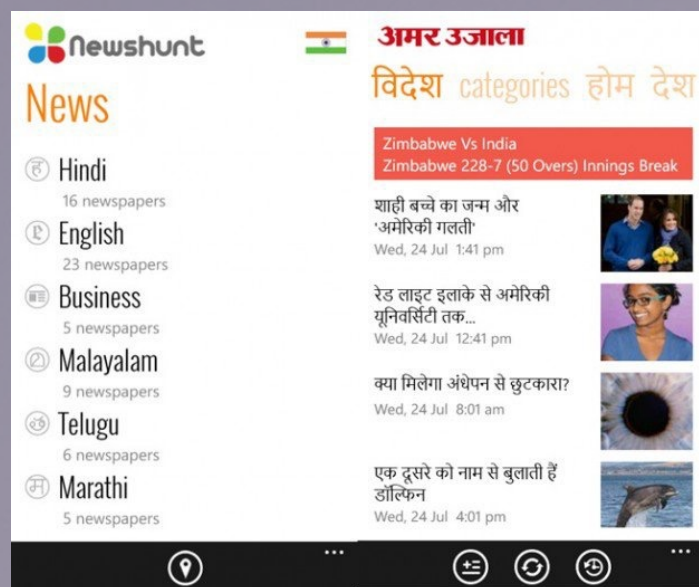 Newshunt
News
Hindi
16 newspapers
English
23 newspapers
Business
5 newspapers
Malayalam
9 newspapers
Telugu
6 newspapers
Marathi
5 newspapers
अमर उजाला
विदेश categories होम देश
Zimbabwe Vs India
Zimbabwe 228-7 (50 Overs) Innings Break
शाही बच्चे का जन्म और
'अमेरिकी गलती'
Wed, 24 Jul 1:41 pm
रेड लाइट इलाके से अमेरिकी
यूनिवर्सिटी तक...
Wed, 24 Jul 12:41 pm
क्या मिलेगा अंधेपन से छुटकारा?
Wed, 24 Jul 8:01 am
एक दूसरे को नाम से बुलाती हैं
डॉल्फिन
Wed, 24 Jul 4:01 pm